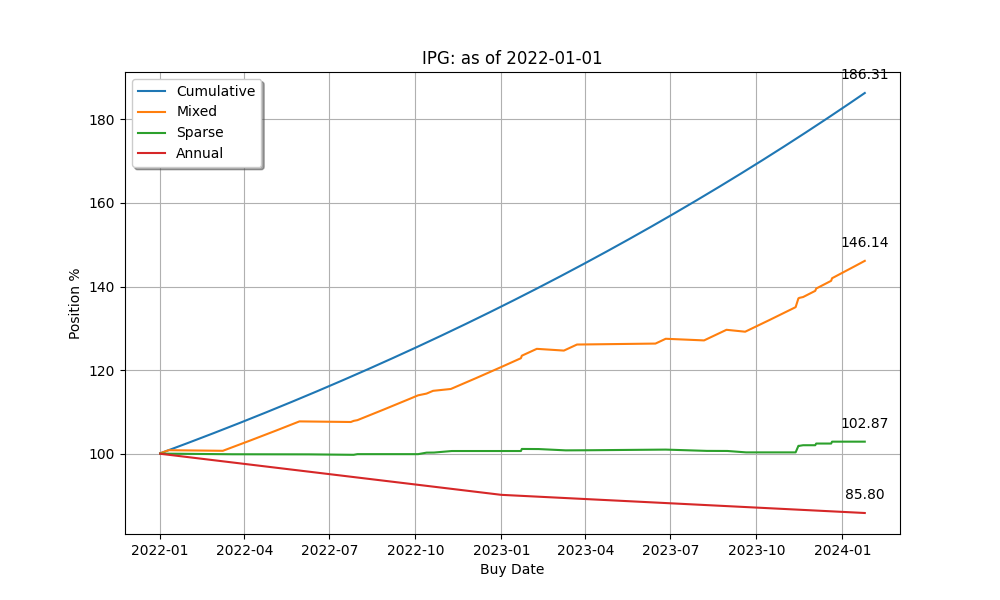 IPG: as of 2022-01-01
186.31
Cumulative
Mixed
Sparse
Annual
180
160
146.14
140
Position %
120
102.87
100
85.80
2022-01 2022-04 2022-07 2022-10 2023-01 2023-04 2023-07 2023-10 2024-01
Buy Date